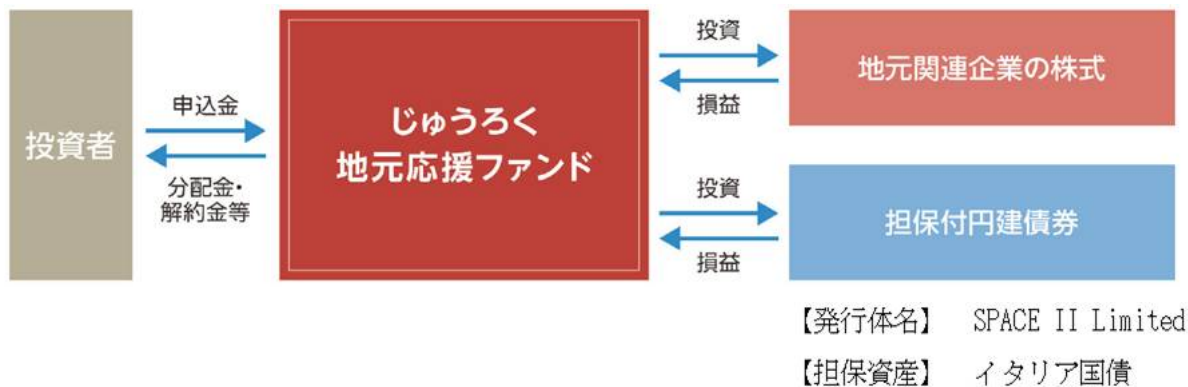 投資者
申込金
分配金・
解約金等
じゅうろく
地元応援ファンド
投資
損益
地元関連企業の株式
投資
損益
担保付円建債券
【発行体名】 SPACE II Limited
【担保資産】 イタリア国債